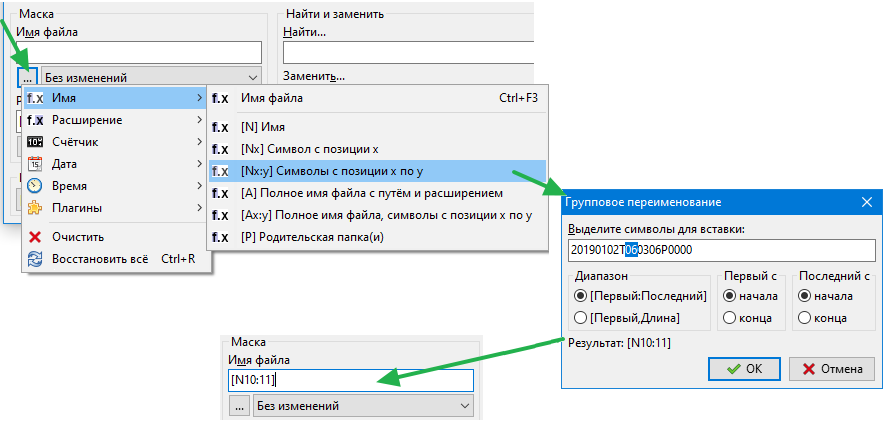 Маска
Имя файла
...
Без изменений
Найти и заменить
Найти...
Заменить...
f.x Имя
f.x Расширение
Счётчик
Дата
Время
Плагины
Очистить
Восстановить всё Ctrl+R
f.x Имя файла Ctrl+F3
f.x [N] Имя
f.x [Nx] Символ с позиции x
f.x [Nx:y] Символы с позиции x по y
f.x [A] Полное имя файла с путём и расширением
f.x [Ax:y] Полное имя файла, символы с позиции x по y
f.x [P] Родительская папка(и)
Групповое переименование
Выделите символы для вставки:
20190102T060306P0000
Диапазон
[Первый:Последний]
[Первый,Длина]
Первый с
начала
конца
Последний с
начала
конца
Результат: [N10:11]
OK
Отмена
Маска
Имя файла
[N10:11]
...
Без изменений